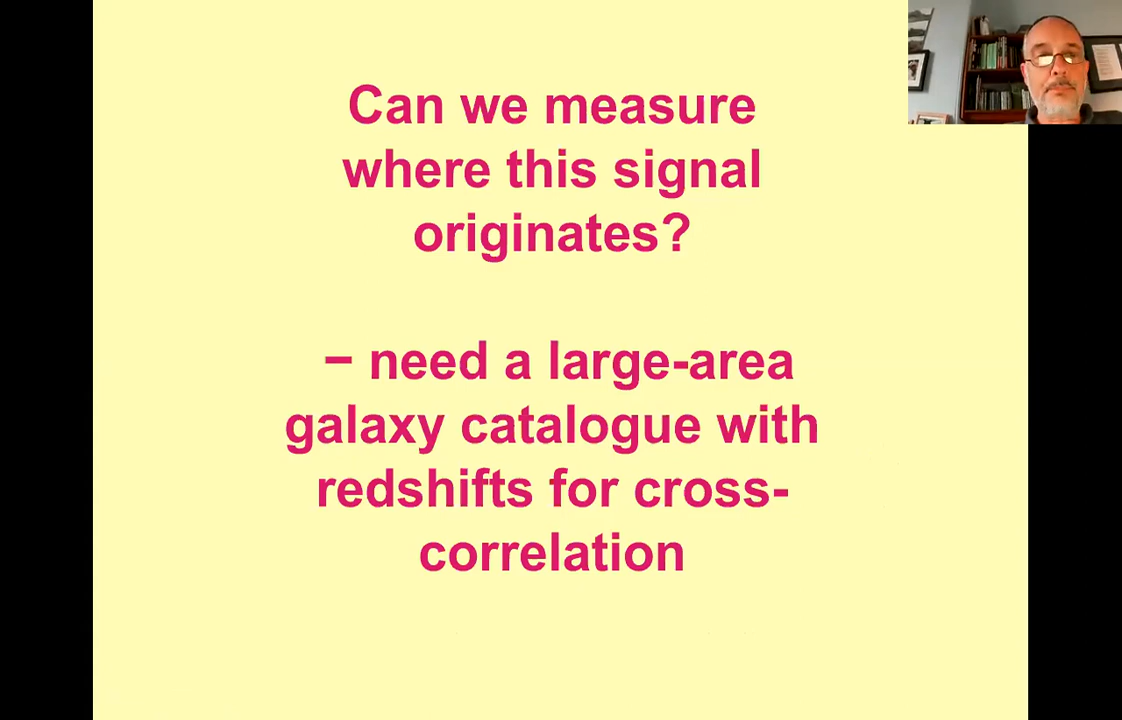 Can we measure
where this signal
originates?
− need a large-area
galaxy catalogue with
redshifts for cross-
correlation